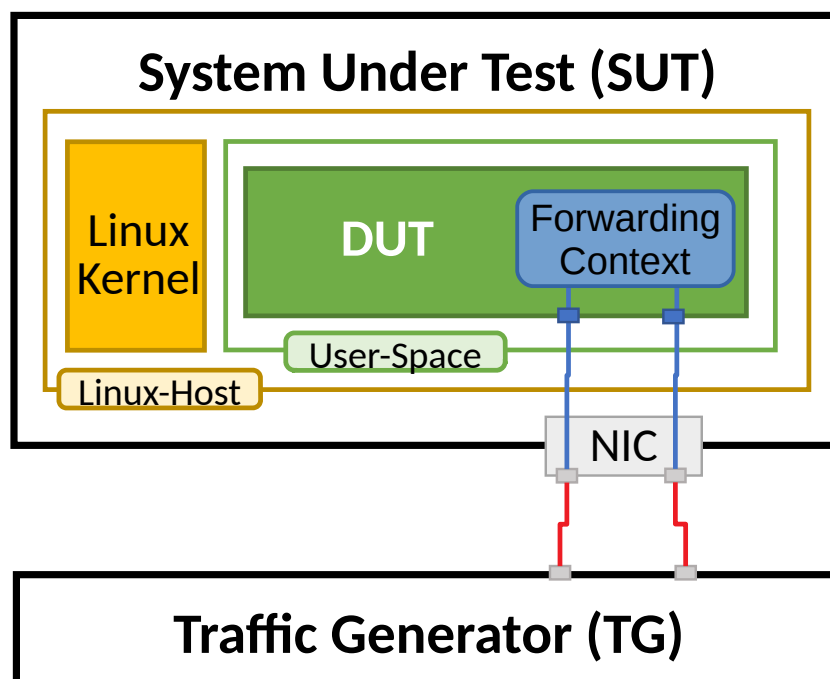 System Under Test (SUT)
Linux
Kernel
DUT
Forwarding
Context
User-Space
Linux-Host
NIC
Traffic Generator (TG)